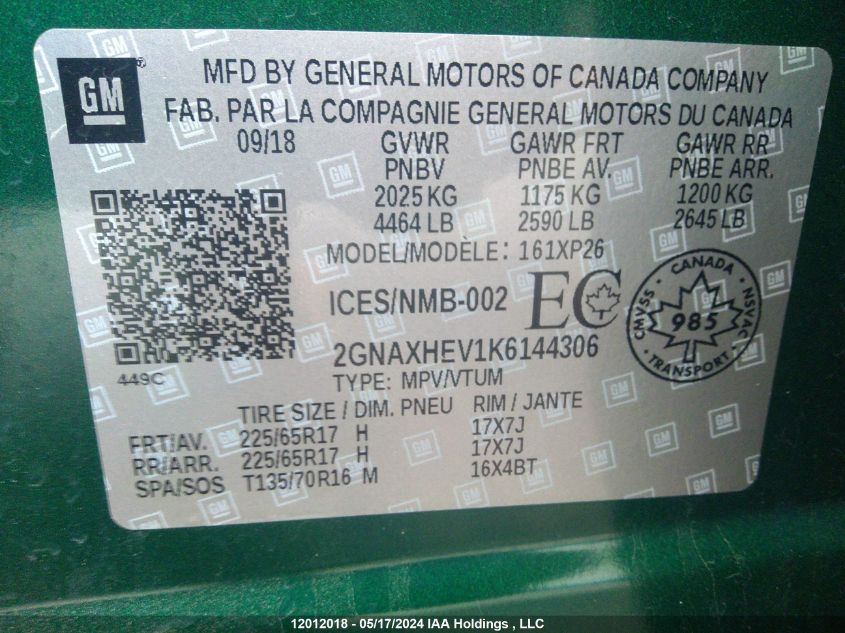 GM
MFD BY GENERAL MOTORS OF CANADA COMPANY
FAB. PAR LA COMPAGNIE GENERAL MOTORS DU CANADA
09/18 GVWR GAWR FRT GAWR RR
PNBV PNBE AV. PNBE ARR.
2025 KG 1175 KG 1200 KG
4464 LB 2590 LB 2645 LB
MODEL/MODÈLE: 161XP26
ICES/NMB-002 EC
CANADA
CMVSS 985 NSVAC
TRANSPORT
2GNAXHEV1K6144306
449C TYPE: MPV/VTUM
TIRE SIZE / DIM. PNEU RIM / JANTE
FRT/AV. 225/65R17 H 17X7J
RR/ARR. 225/65R17 H 17X7J
SPA/SOS T135/70R16 M 16X4BT
12012018 - 05/17/2024 IAA Holdings , LLC